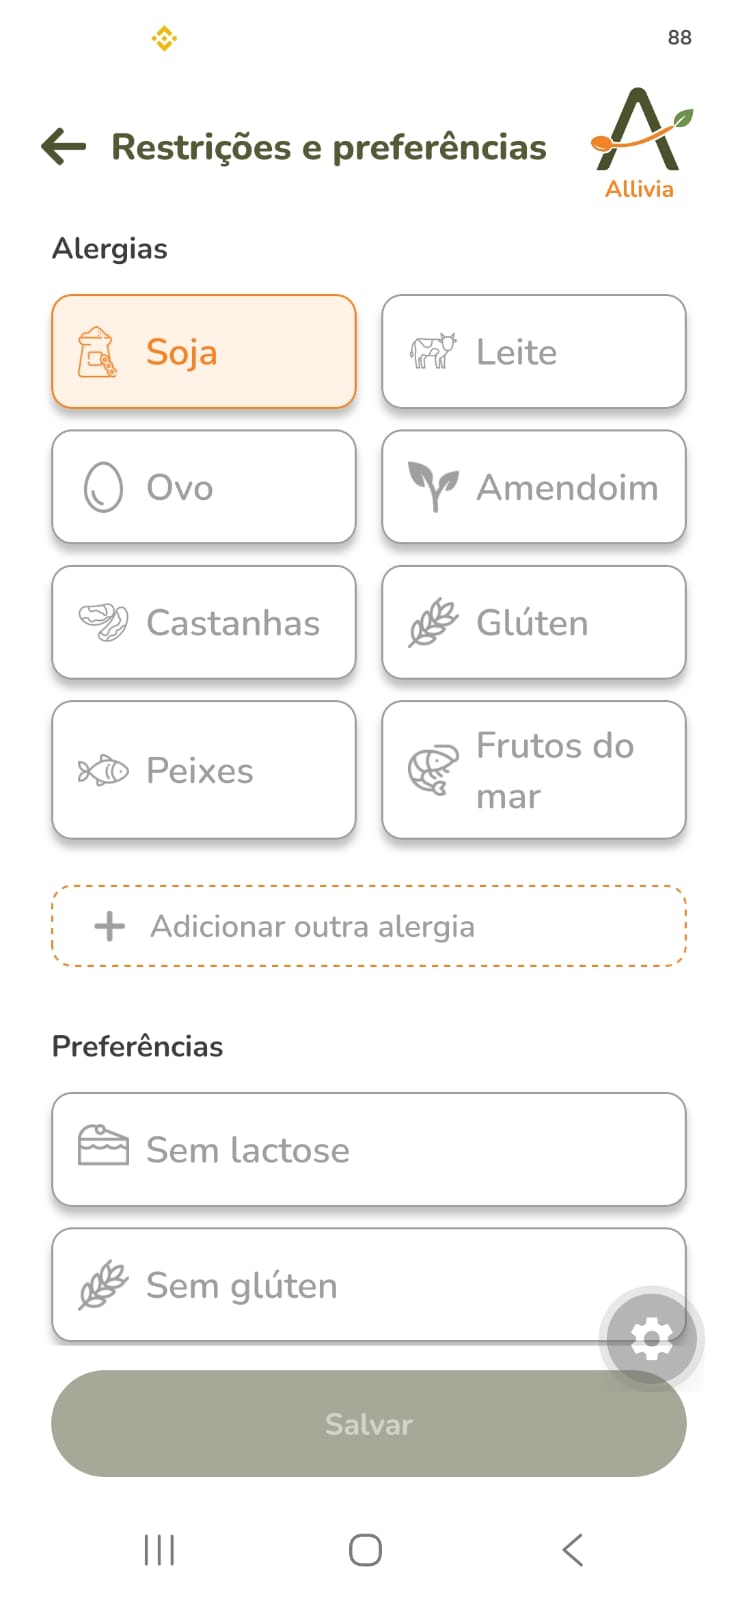 88
Restrições e preferências
Allivia
Alergias
Soja
Leite
Ovo
Amendoim
Castanhas
Glúten
Peixes
Frutos do
mar
Adicionar outra alergia
Preferências
Sem lactose
Sem glúten
Salvar